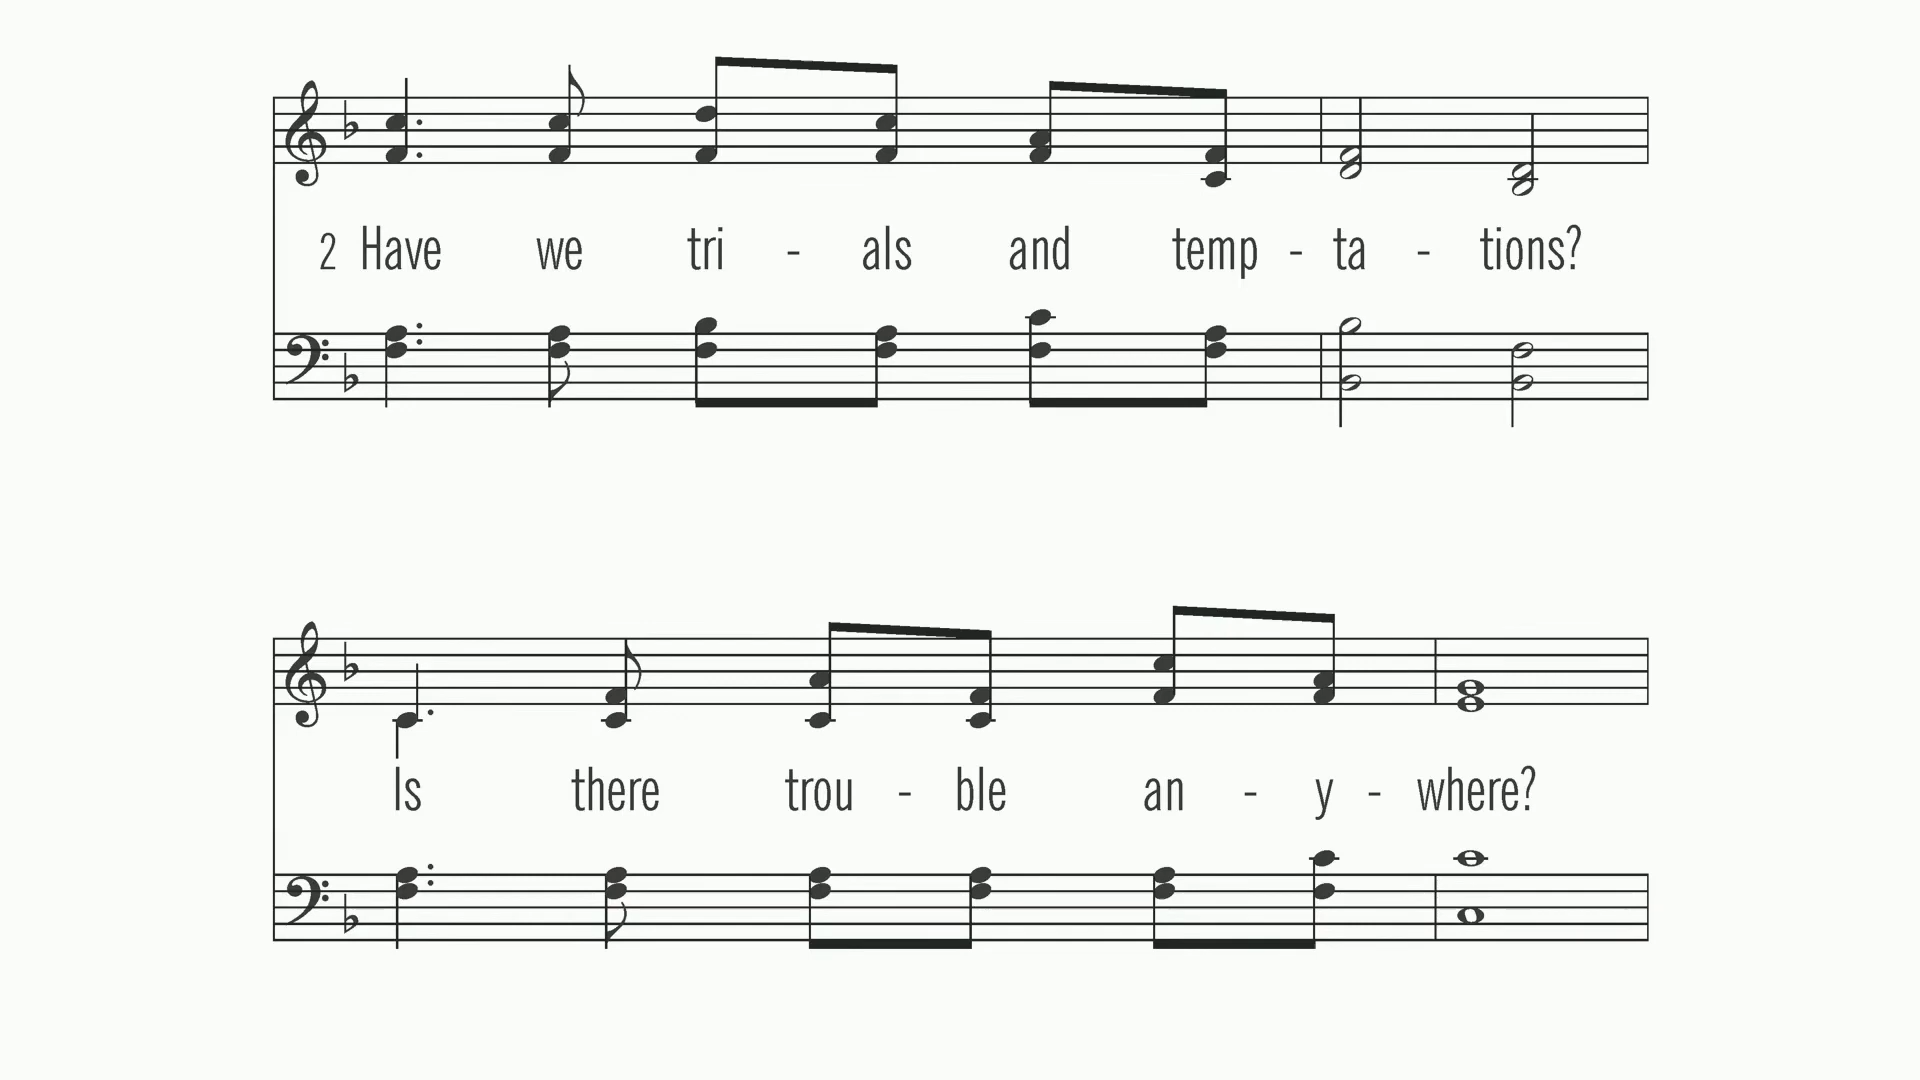 2 Have we tri - als and temp - ta - tions?
Is there trou - ble an - y - where?